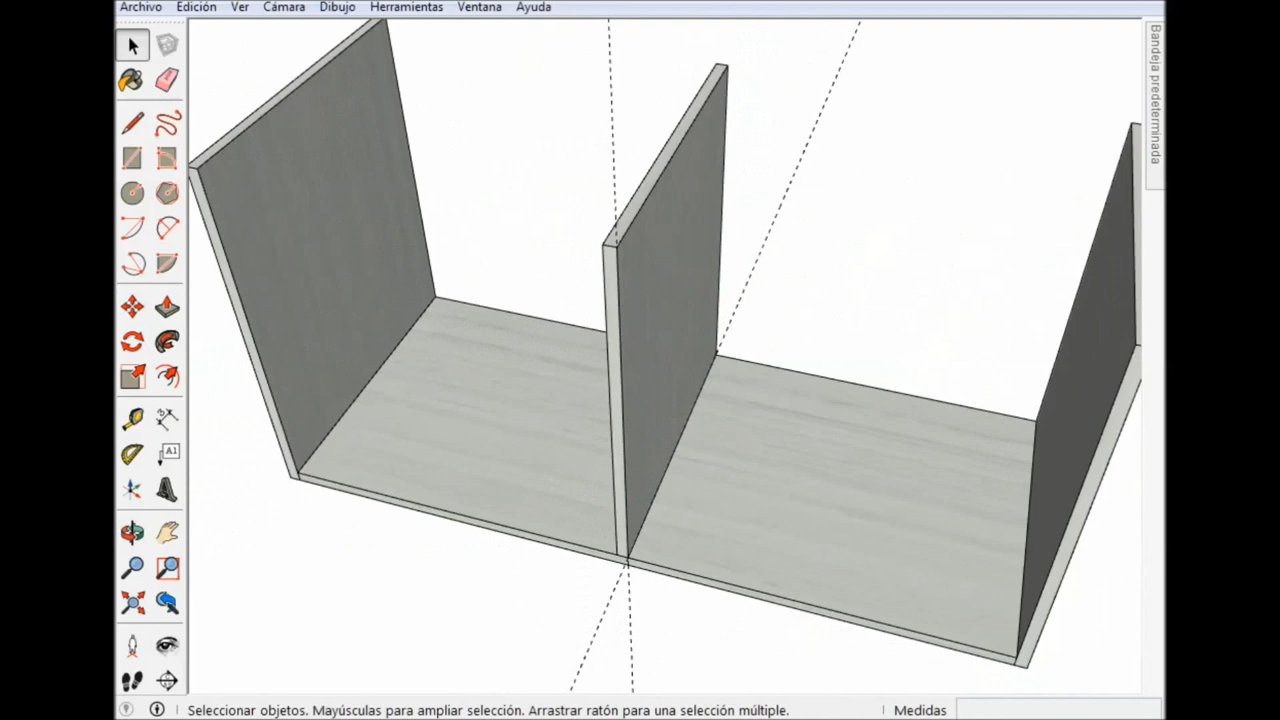 Archivo Edición Ver Cámara Dibujo Herramientas Ventana Ayuda
Bandeja predeterminada
A1
Seleccionar objetos. Mayúsculas para ampliar selección. Arrastrar ratón para una selección múltiple.
Medidas